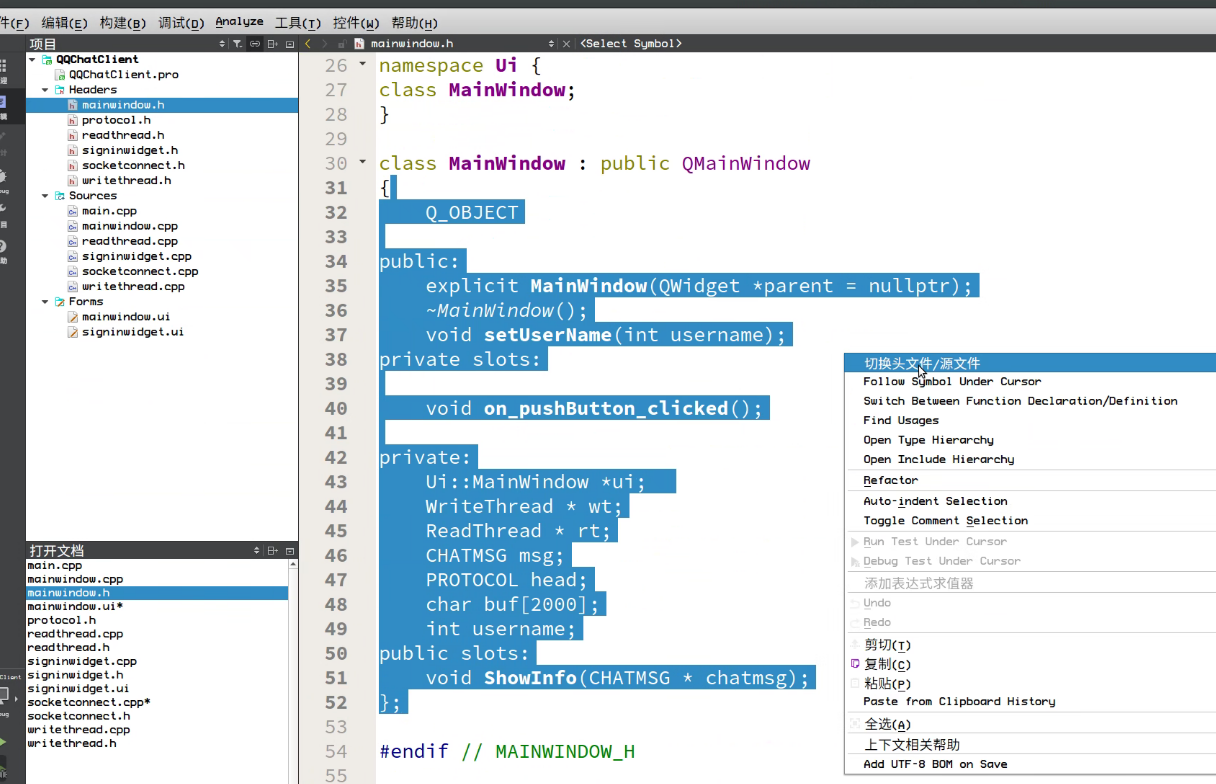 件(F) 编辑(E) 构建(B) 调试(D) Analyze 工具(T) 控件(W) 帮助(H)
项目
mainwindow.h
<Select Symbol>
QQChatClient
QQChatClient.pro
Headers
mainwindow.h
protocol.h
readthread.h
signinwidget.h
socketconnect.h
writethread.h
Sources
main.cpp
mainwindow.cpp
readthread.cpp
signinwidget.cpp
socketconnect.cpp
writethread.cpp
Forms
mainwindow.ui
signinwidget.ui
打开文档
main.cpp
mainwindow.cpp
mainwindow.h
mainwindow.ui*
protocol.h
readthread.cpp
readthread.h
signinwidget.cpp
signinwidget.h
signinwidget.ui
socketconnect.cpp*
socketconnect.h
writethread.cpp
writethread.h
26 namespace Ui {
27 class MainWindow;
28 }
29
30 class MainWindow : public QMainWindow
31 {
32 Q_OBJECT
33
34 public:
35 explicit MainWindow(QWidget *parent = nullptr);
36 ~MainWindow();
37 void setUserName(int username);
38 private slots:
39
40 void on_pushButton_clicked();
41
42 private:
43 Ui::MainWindow *ui;
44 WriteThread * wt;
45 ReadThread * rt;
46 CHATMSG msg;
47 PROTOCOL head;
48 char buf[2000];
49 int username;
50 public slots:
51 void ShowInfo(CHATMSG * chatmsg);
52 };
53
54 #endif // MAINWINDOW_H
55
切换头文件/源文件
Follow Symbol Under Cursor
Switch Between Function Declaration/Definition
Find Usages
Open Type Hierarchy
Open Include Hierarchy
Refactor
Auto-indent Selection
Toggle Comment Selection
Run Test Under Cursor
Debug Test Under Cursor
添加表达式求值器
Undo
Redo
剪切(T)
复制(C)
粘贴(P)
Paste from Clipboard History
全选(A)
上下文相关帮助
Add UTF-8 BOM on Save